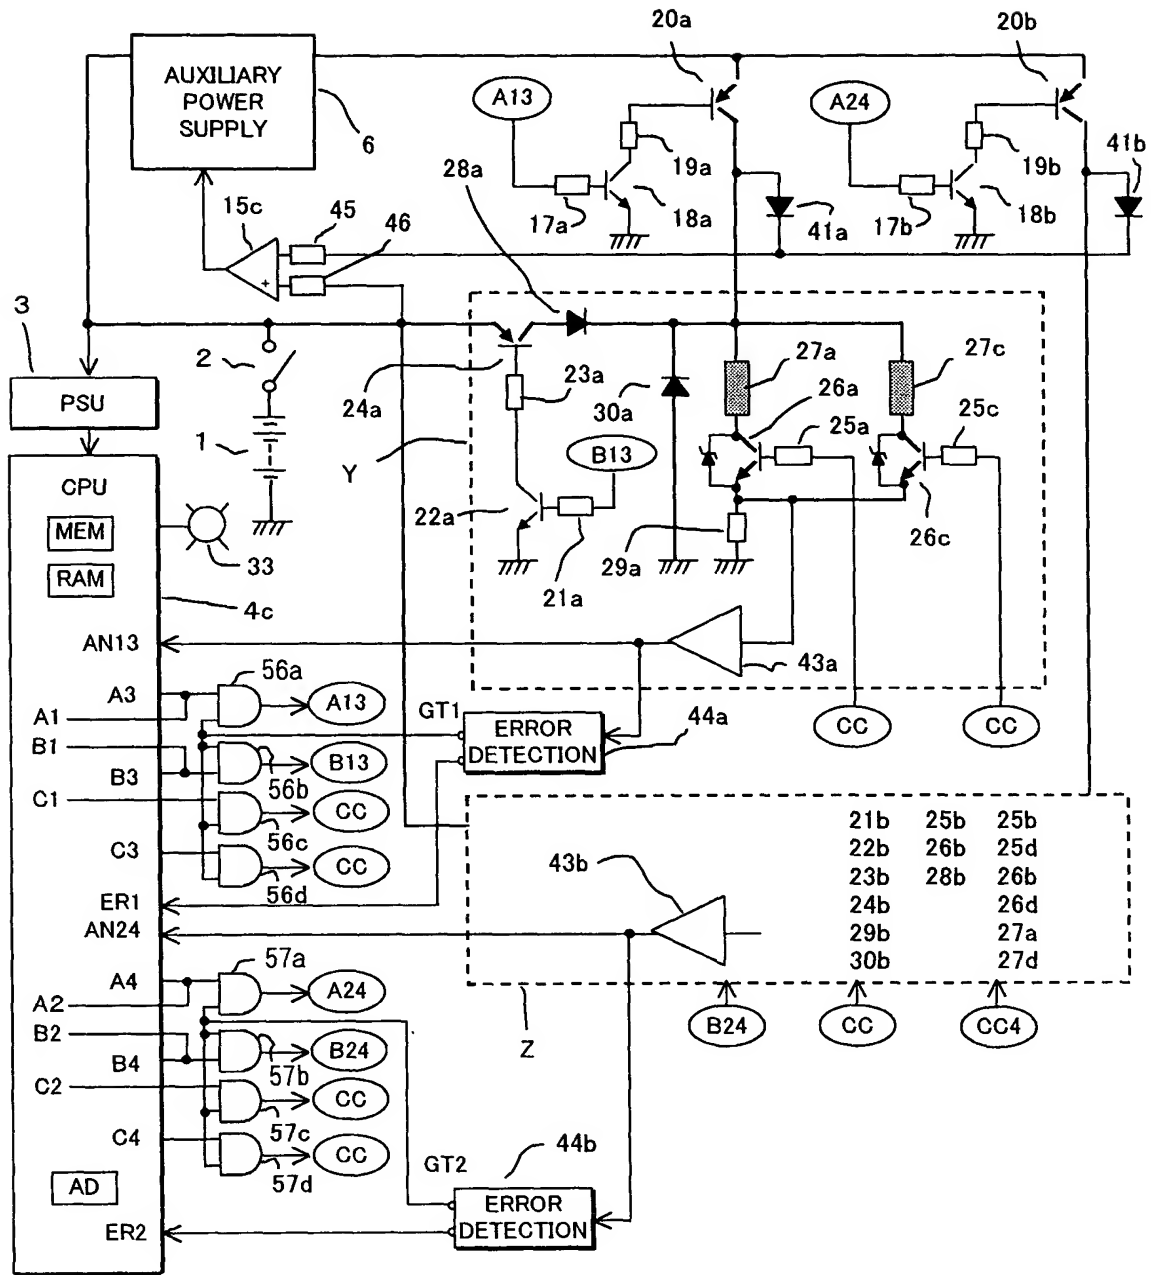 20a
20b
AUXILIARY
POWER
SUPPLY
6
A13
19a
17a
18a
41a
A24
19b
17b
18b
41b
28a
15c
45
46
+
3
PSU
2
1
24a
23a
30a
27a
26a
25a
27c
25c
26c
Y
B13
22a
21a
29a
CPU
MEM
RAM
33
4c
AN13
43a
56a
A3
A13
A1
GT1
ERROR
DETECTION
44a
CC
CC
B1
B3
B13
56b
C1
CC
56c
C3
CC
56d
ER1
AN24
43b
21b 25b 25b
22b 26b 25d
23b 28b 26b
24b 26d
29b 27a
30b 27d
57a
A4
A24
A2
B2
B4
B24
57b
C2
CC
57c
C4
CC
57d
Z
B24
CC
CC4
AD
GT2
44b
ERROR
DETECTION
ER2